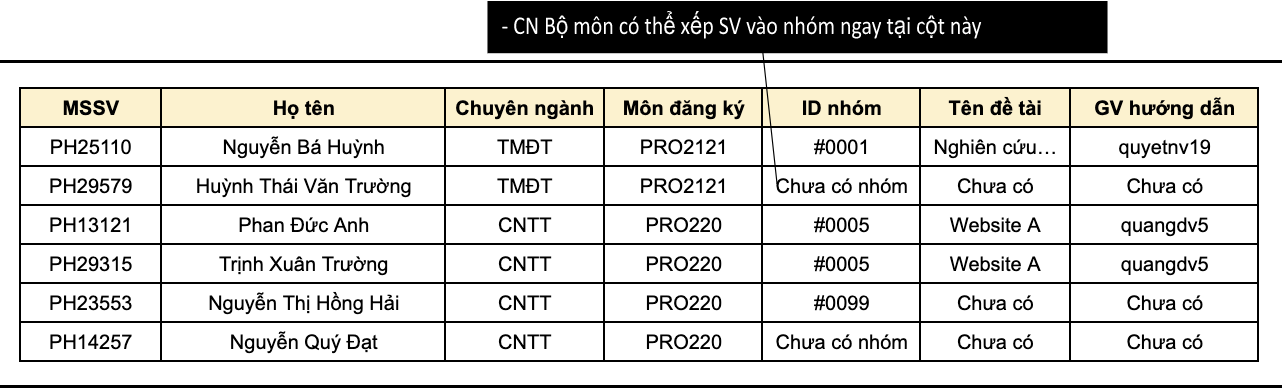 - CN Bộ môn có thể xếp SV vào nhóm ngay tại cột này
MSSV Họ tên Chuyên ngành Môn đăng ký ID nhóm Tên đề tài GV hướng dẫn
PH25110 Nguyễn Bá Huỳnh TMĐT PRO2121 #0001 Nghiên cứu… quyetnv19
PH29579 Huỳnh Thái Văn Trường TMĐT PRO2121 Chưa có nhóm Chưa có Chưa có
PH13121 Phan Đức Anh CNTT PRO220 #0005 Website A quangdv5
PH29315 Trịnh Xuân Trường CNTT PRO220 #0005 Website A quangdv5
PH23553 Nguyễn Thị Hồng Hải CNTT PRO220 #0099 Chưa có Chưa có
PH14257 Nguyễn Quý Đạt CNTT PRO220 Chưa có nhóm Chưa có Chưa có